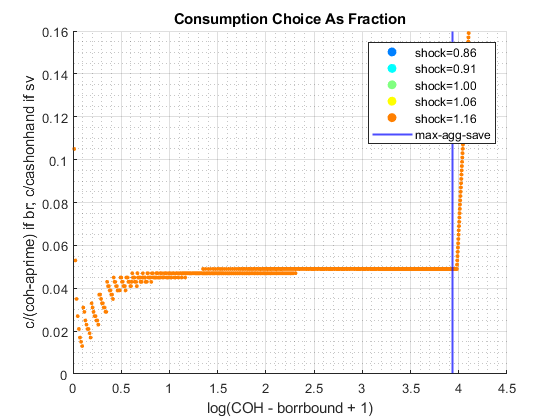 Consumption Choice As Fraction
c/(coh-aprime) if br; c/cashonhand if sv
0.16
0.14
0.12
0.1
0.08
0.06
0.04
0.02
0
shock=0.86
shock=0.91
shock=1.00
shock=1.06
shock=1.16
max-agg-save
0 0.5 1 1.5 2 2.5 3 3.5 4 4.5
log(COH - borrbound + 1)